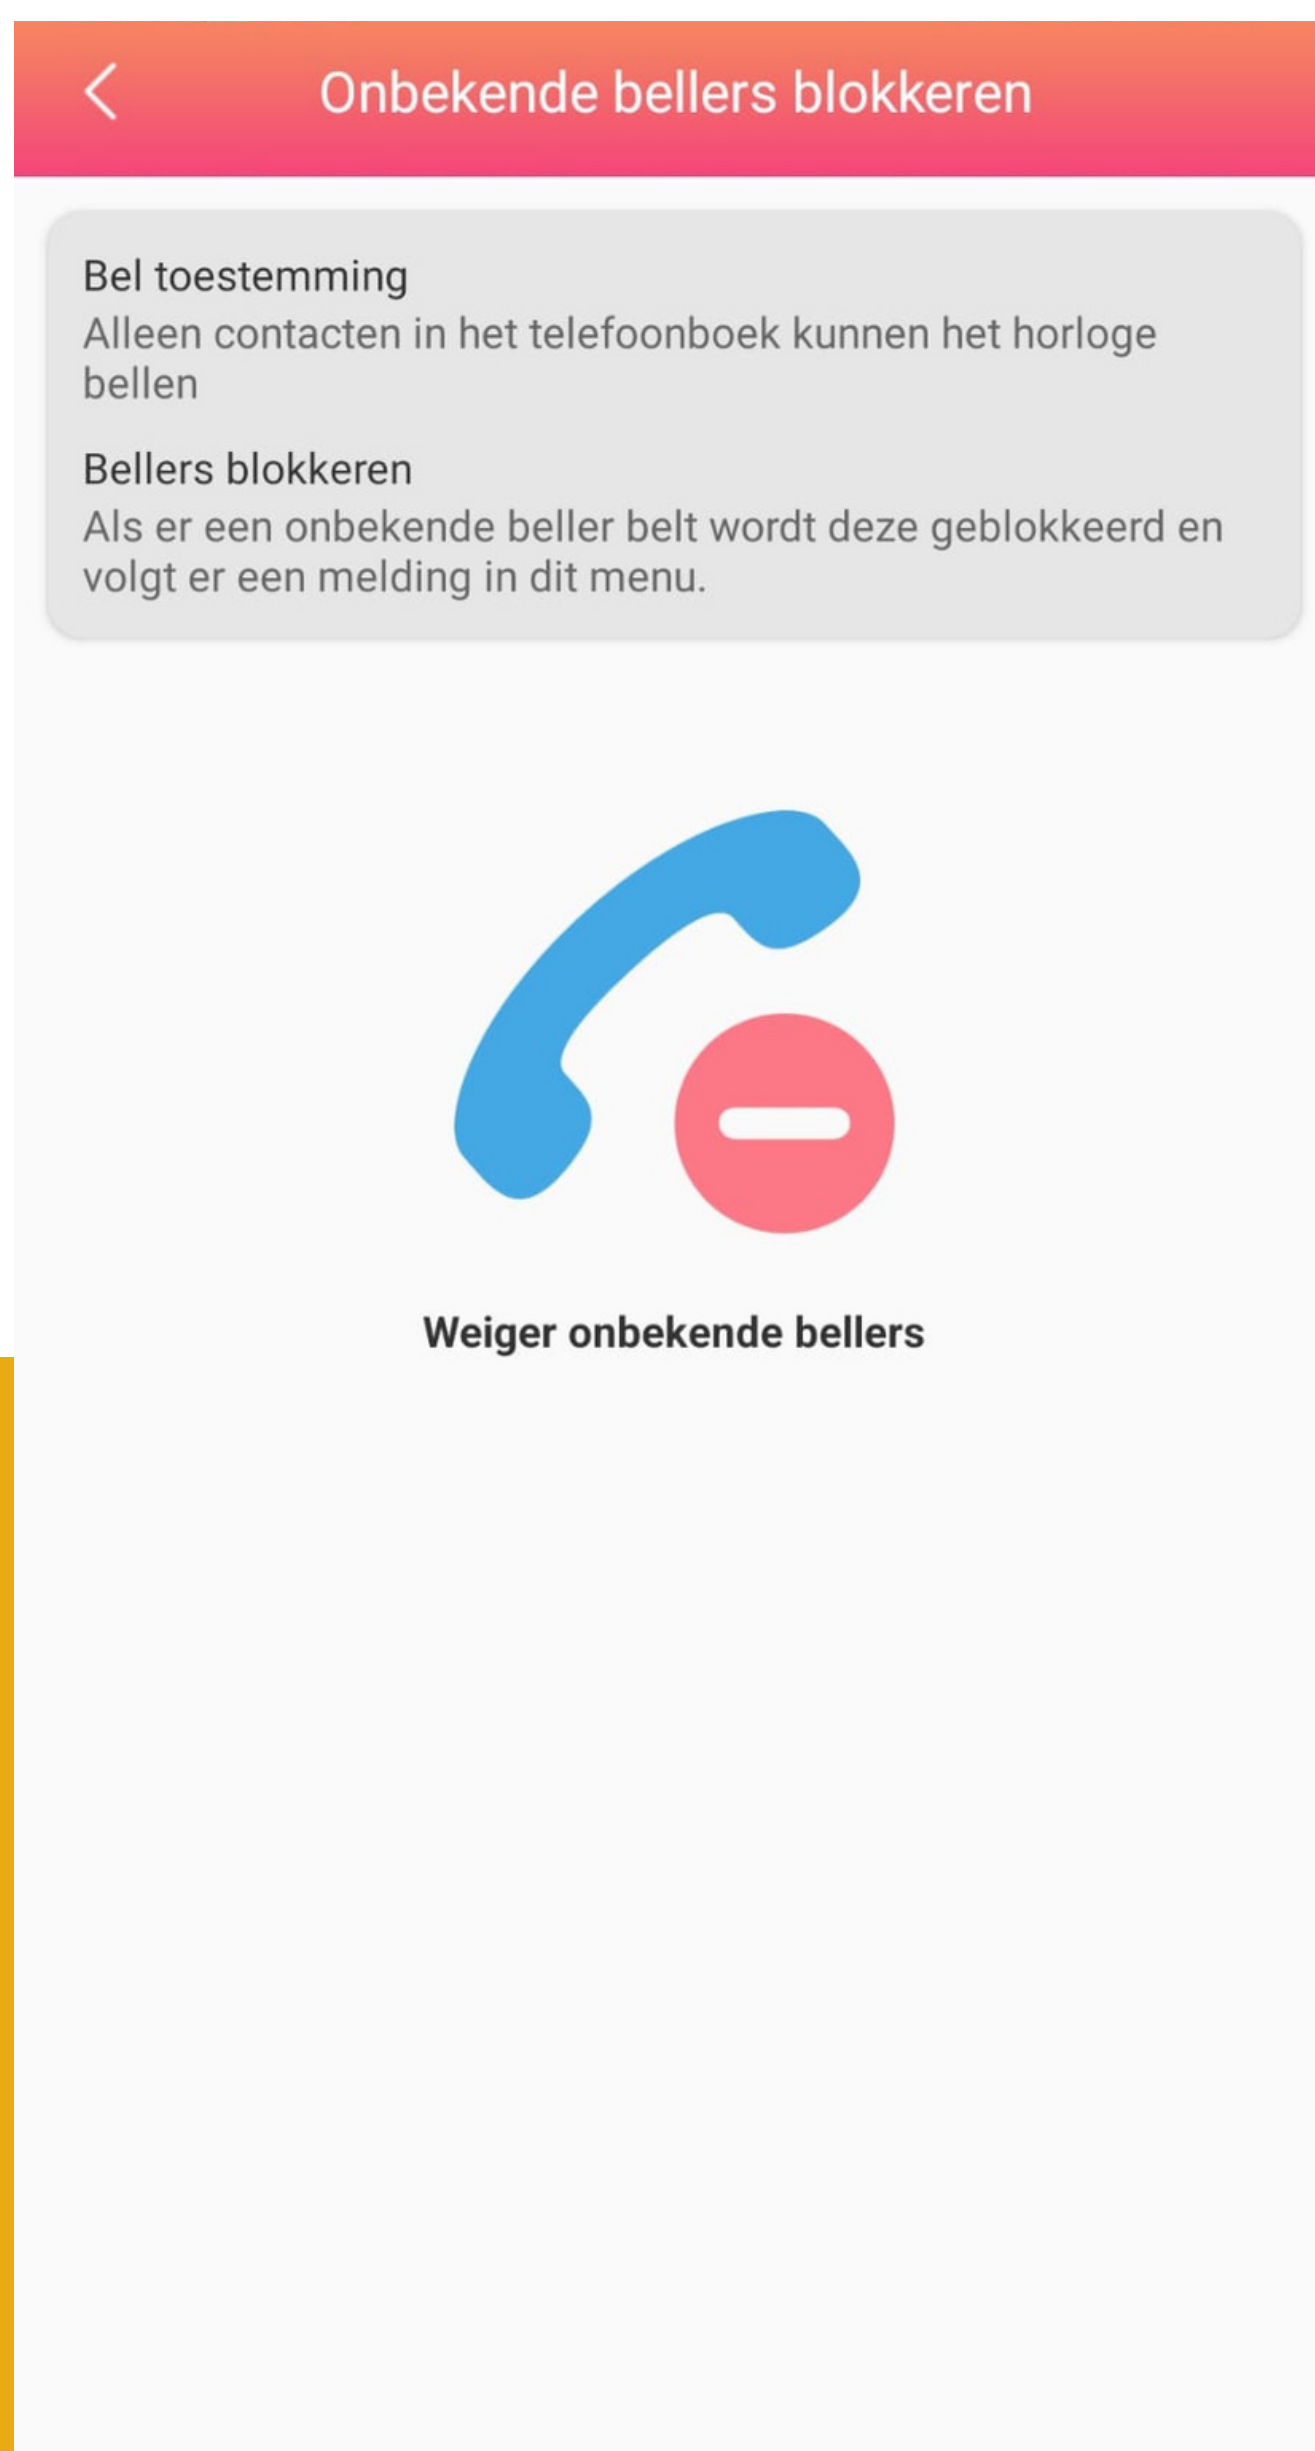 Onbekende bellers blokkeren
Bel toestemming
Alleen contacten in het telefoonboek kunnen het horloge
bellen
Bellers blokkeren
Als er een onbekende beller belt wordt deze geblokkeerd en
volgt er een melding in dit menu.
Weiger onbekende bellers